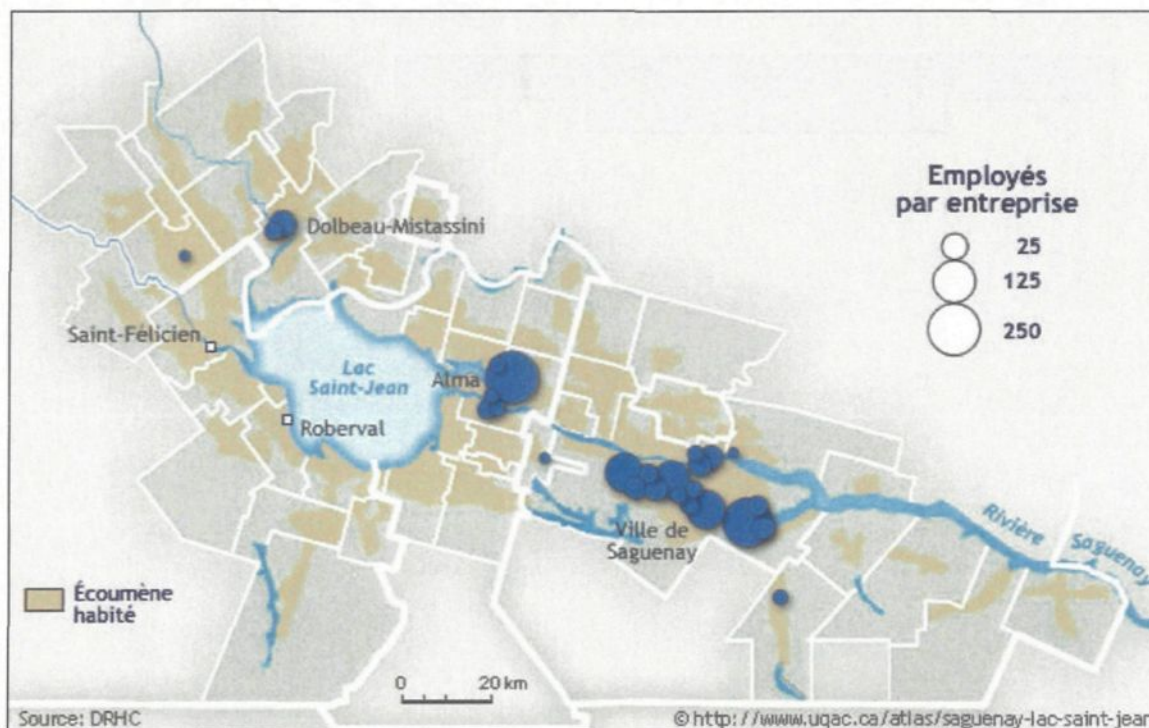 Employés
par entreprise
25
125
250
Dolbeau-Mistassini
Saint-Félicien
Lac
Saint-Jean
Alma
Roberval
Ville de
Saguenay
Rivière
Saguenay
Écoumène
habité
0
20 km
Source: DRHC
© http://www.uqac.ca/atlas/saguenay-lac-saint-jean